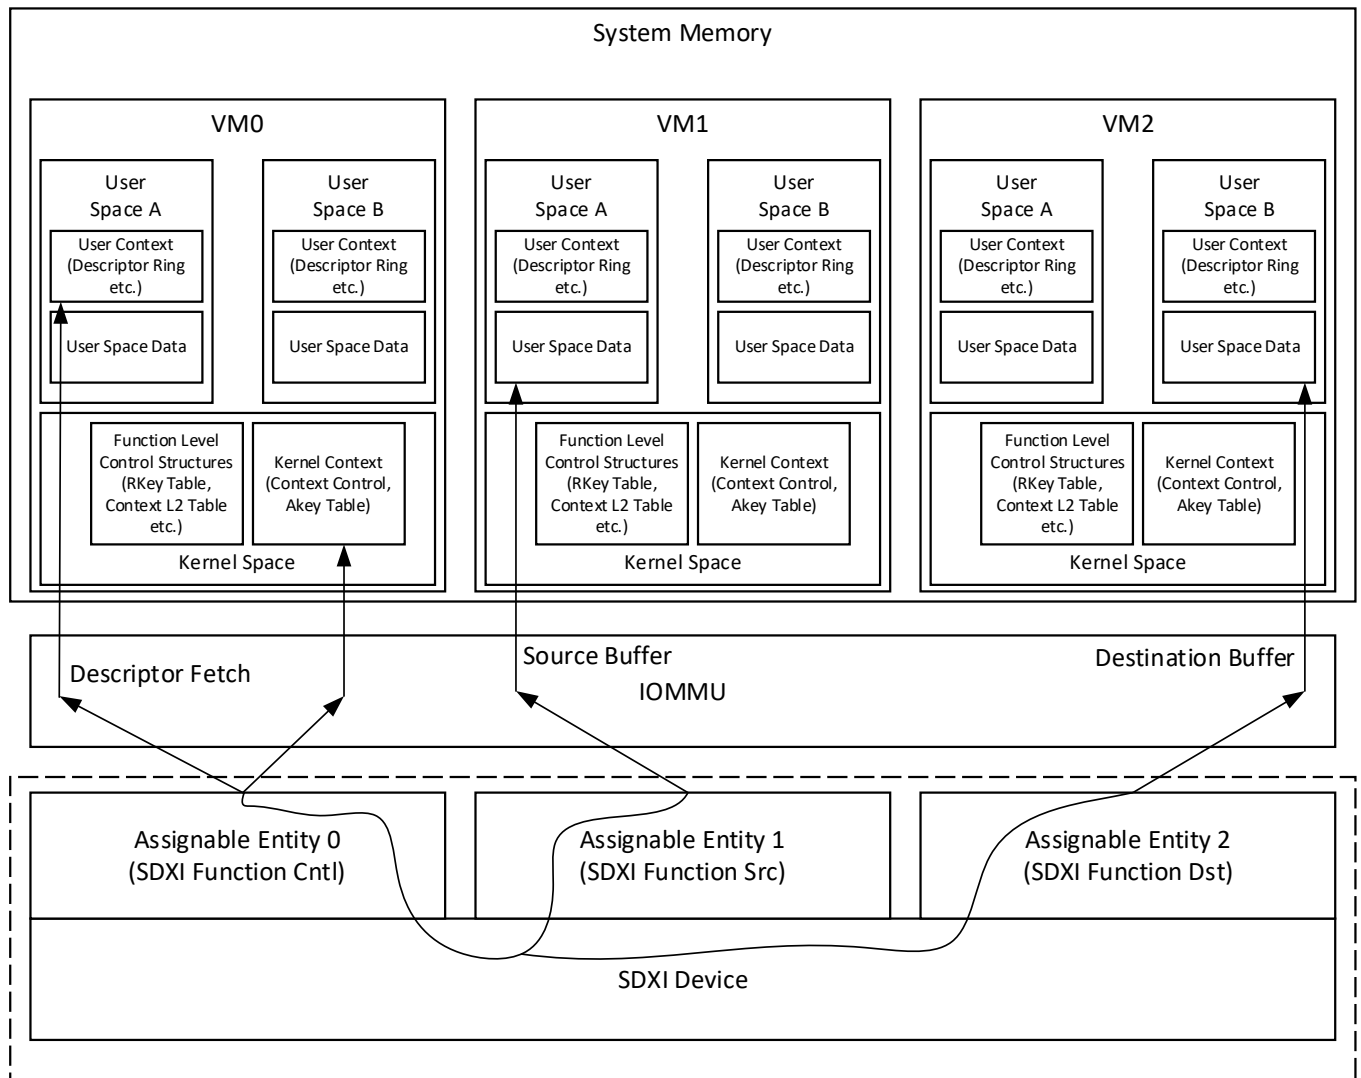 System Memory
VM0
User
Space A
User Context
(Descriptor Ring
etc.)
User Space Data
User
Space B
User Context
(Descriptor Ring
etc.)
User Space Data
Function Level
Control Structures
(RKey Table,
Context L2 Table
etc.)
Kernel Context
(Context Control,
Akey Table)
Kernel Space
VM1
User
Space A
User Context
(Descriptor Ring
etc.)
User Space Data
User
Space B
User Context
(Descriptor Ring
etc.)
User Space Data
Function Level
Control Structures
(RKey Table,
Context L2 Table
etc.)
Kernel Context
(Context Control,
Akey Table)
Kernel Space
VM2
User
Space A
User Context
(Descriptor Ring
etc.)
User Space Data
User
Space B
User Context
(Descriptor Ring
etc.)
User Space Data
Function Level
Control Structures
(RKey Table,
Context L2 Table
etc.)
Kernel Context
(Context Control,
Akey Table)
Kernel Space
Descriptor Fetch
Source Buffer
IOMMU
Destination Buffer
Assignable Entity 0
(SDXI Function Cntl)
Assignable Entity 1
(SDXI Function Src)
Assignable Entity 2
(SDXI Function Dst)
SDXI Device